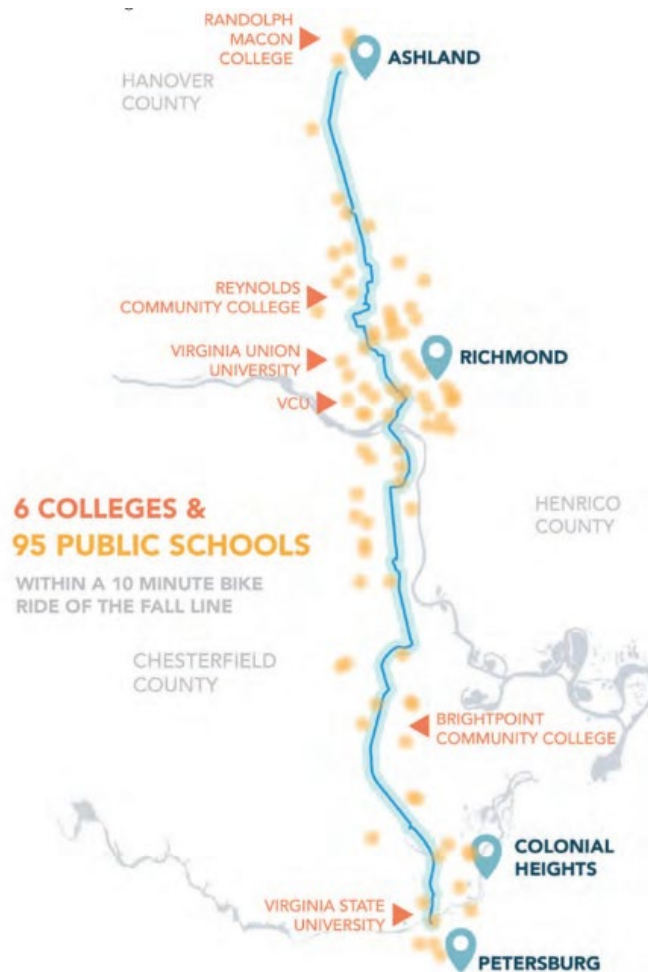 RANDOLPH
MACON
COLLEGE
ASHLAND
HANOVER
COUNTY
REYNOLDS
COMMUNITY COLLEGE
VIRGINIA UNION
UNIVERSITY
RICHMOND
VCU
6 COLLEGES &
95 PUBLIC SCHOOLS
WITHIN A 10 MINUTE BIKE
RIDE OF THE FALL LINE
HENRICO
COUNTY
CHESTERFIELD
COUNTY
BRIGHTPOINT
COMMUNITY COLLEGE
COLONIAL
HEIGHTS
VIRGINIA STATE
UNIVERSITY
PETERSBURG